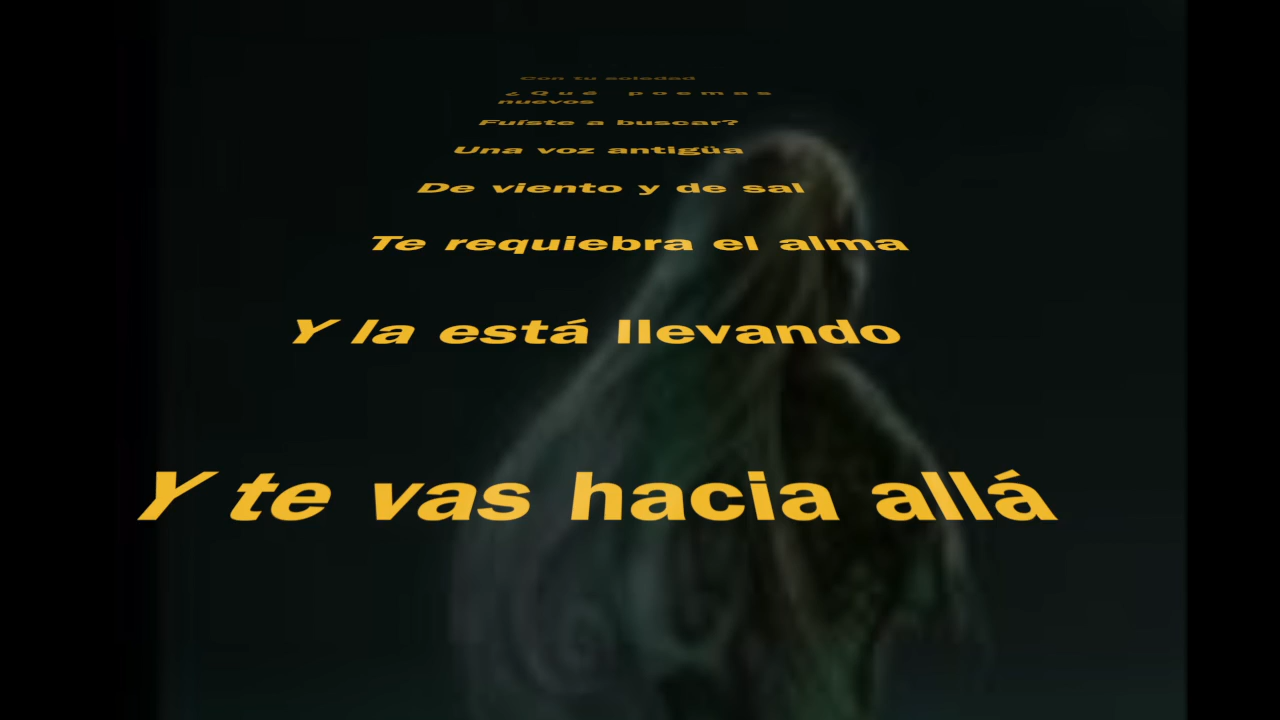 Con tu soledad
¿Qué poemas
nuevos
Fuíste a buscar?
Una voz antigüa
De viento y de sal
Te requiebra el alma
Y la está llevando
Y te vas hacia allá